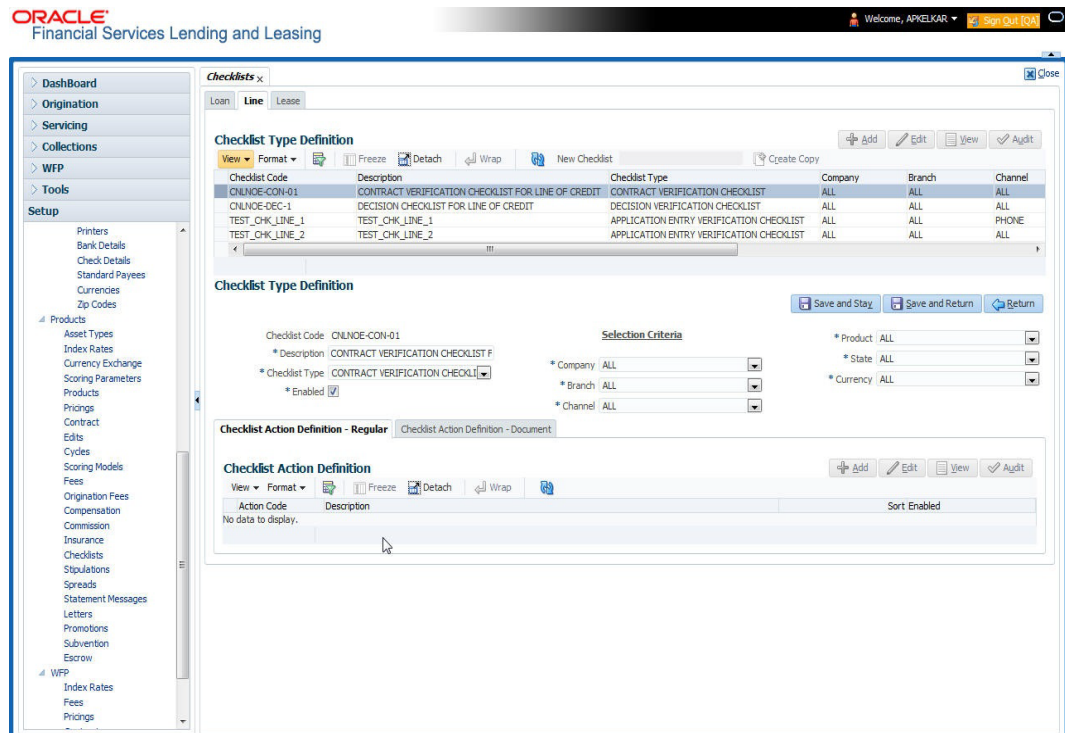 ORACLE
Financial Services Lending and Leasing
Welcome, APKELKAR
Sign Out [QA]
DashBoard
Origination
Servicing
Collections
WFP
Tools
Setup
Printers
Bank Details
Check Details
Standard Payees
Currencies
Zip Codes
Products
Asset Types
Index Rates
Currency Exchange
Scoring Parameters
Products
Pricings
Contract
Edits
Cycles
Scoring Models
Fees
Origination Fees
Compensation
Commission
Insurance
Checklists
Stipulations
Spreads
Statement Messages
Letters
Promotions
Subvention
Escrow
WFP
Index Rates
Fees
Pricings
Checklists x
Close
Loan Line Lease
Checklist Type Definition
Add Edit View Audit
View Format Freeze Detach Wrap New Checklist Create Copy
Checklist Code Description Checklist Type Company Branch Channel
CNLNOE-CON-01 CONTRACT VERIFICATION CHECKLIST FOR LINE OF CREDIT CONTRACT VERIFICATION CHECKLIST ALL ALL ALL
CNLNOE-DEC-1 DECISION CHECKLIST FOR LINE OF CREDIT DECISION VERIFICATION CHECKLIST ALL ALL ALL
TEST_CHK_LINE_1 TEST_CHK_LINE_1 APPLICATION ENTRY VERIFICATION CHECKLIST ALL ALL PHONE
TEST_CHK_LINE_2 TEST_CHK_LINE_2 APPLICATION ENTRY VERIFICATION CHECKLIST ALL ALL ALL
Checklist Type Definition
Save and Stay Save and Return Return
Checklist Code CNLNOE-CON-01
* Description CONTRACT VERIFICATION CHECKLIST F
* Checklist Type CONTRACT VERIFICATION CHECKLI
* Enabled
Selection Criteria
* Company ALL
* Branch ALL
* Channel ALL
* Product ALL
* State ALL
* Currency ALL
Checklist Action Definition - Regular Checklist Action Definition - Document
Checklist Action Definition
Add Edit View Audit
View Format Freeze Detach Wrap
Action Code Description Sort Enabled
No data to display.